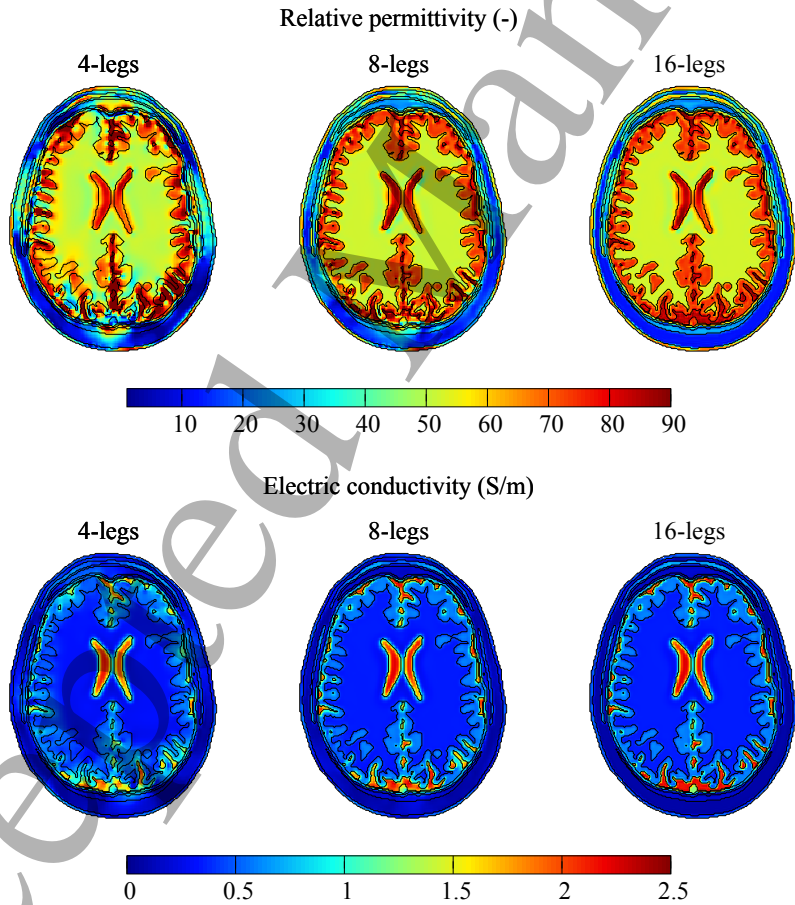 Relative permittivity (-)
4-legs 8-legs 16-legs
10 20 30 40 50 60 70 80 90
Electric conductivity (S/m)
4-legs 8-legs 16-legs
0 0.5 1 1.5 2 2.5